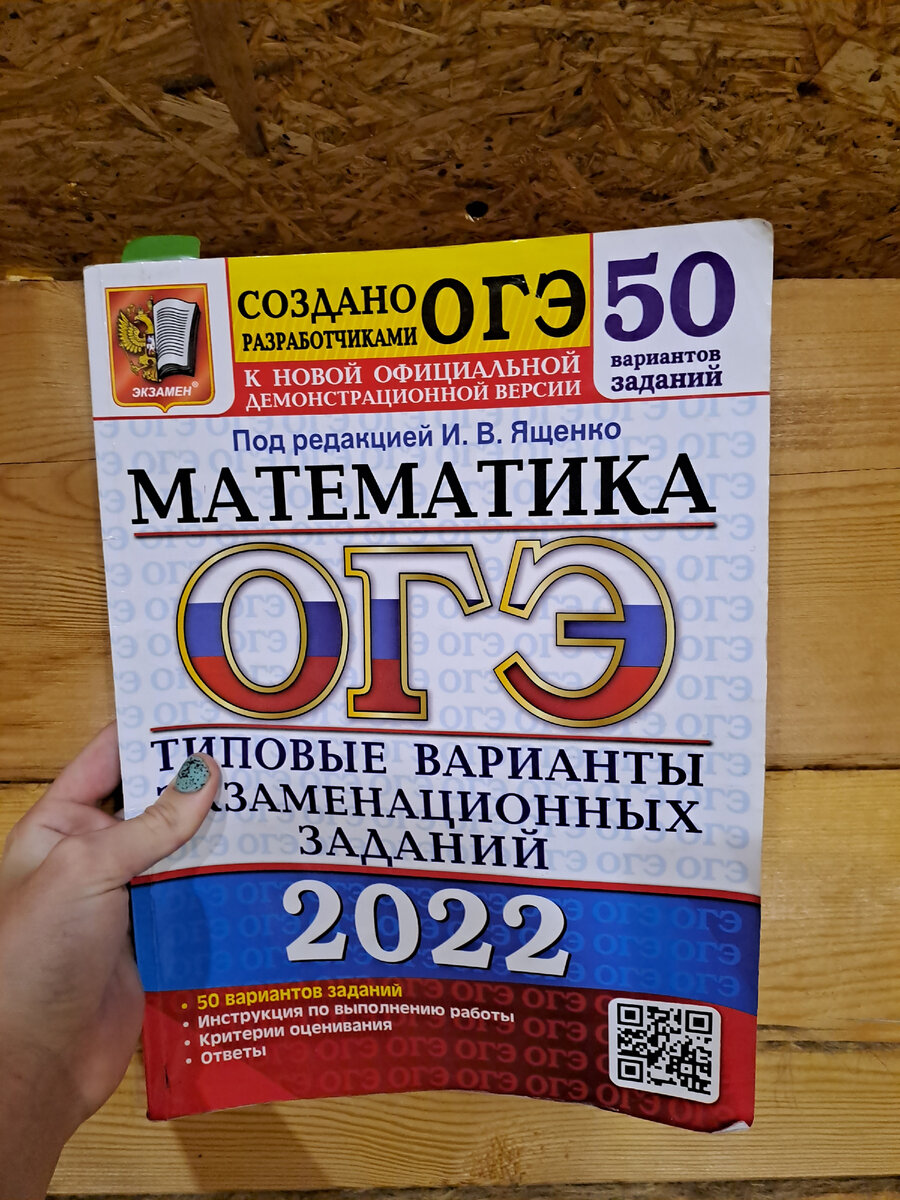 СОЗДАНО
РАЗРАБОТЧИКАМИ
ОГЭ
К НОВОЙ ОФИЦИАЛЬНОЙ
ДЕМОНСТРАЦИОННОЙ ВЕРСИИ
50
вариантов
заданий
ЭКЗАМЕН®
Под редакцией И. В. Ященко
МАТЕМАТИКА
ОГЭ
ТИПОВЫЕ ВАРИАНТЫ
ЭКЗАМЕНАЦИОННЫХ
ЗАДАНИЙ
2022
• 50 вариантов заданий
• Инструкция по выполнению работы
• Критерии оценивания
• Ответы